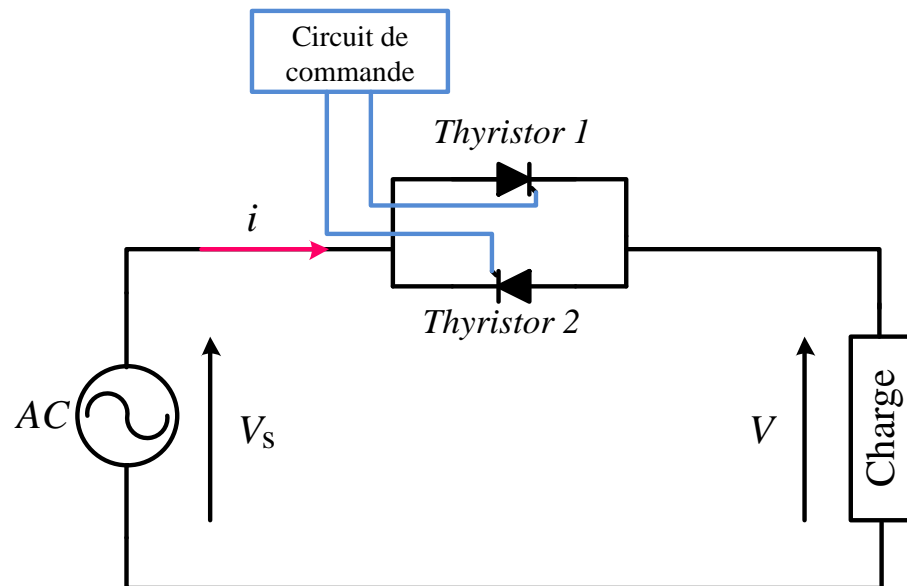 Circuit de
commande
Thyristor 1
i
Thyristor 2
AC
Vs
V
Charge